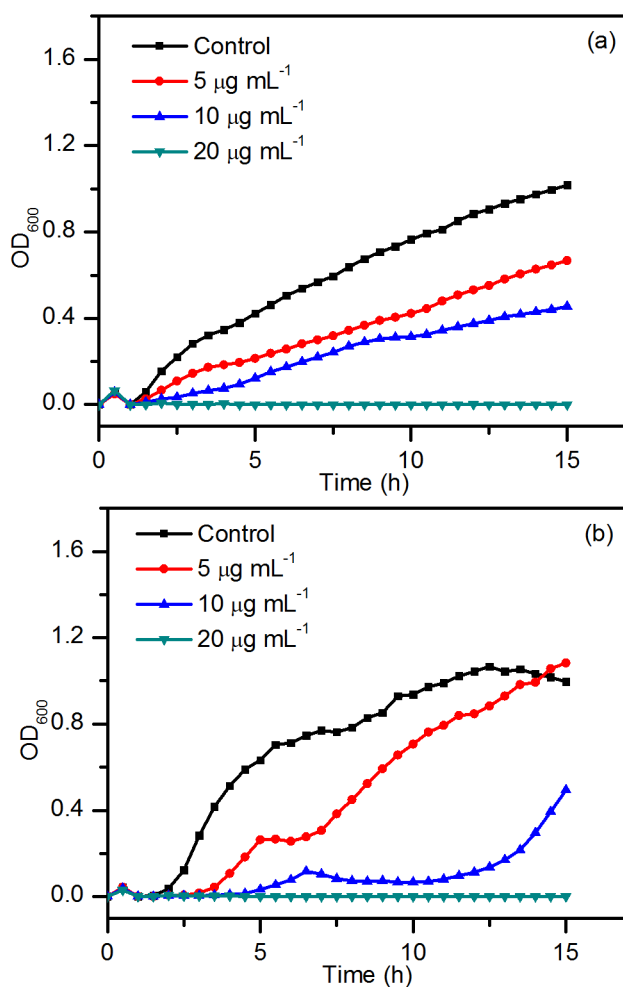 (a)
Control
5 μg mL⁻¹
10 μg mL⁻¹
20 μg mL⁻¹
1.6
1.2
0.8
0.4
0.0
OD₆₀₀
0 5 10 15
Time (h)
(b)
Control
5 μg mL⁻¹
10 μg mL⁻¹
20 μg mL⁻¹
1.6
1.2
0.8
0.4
0.0
OD₆₀₀
0 5 10 15
Time (h)